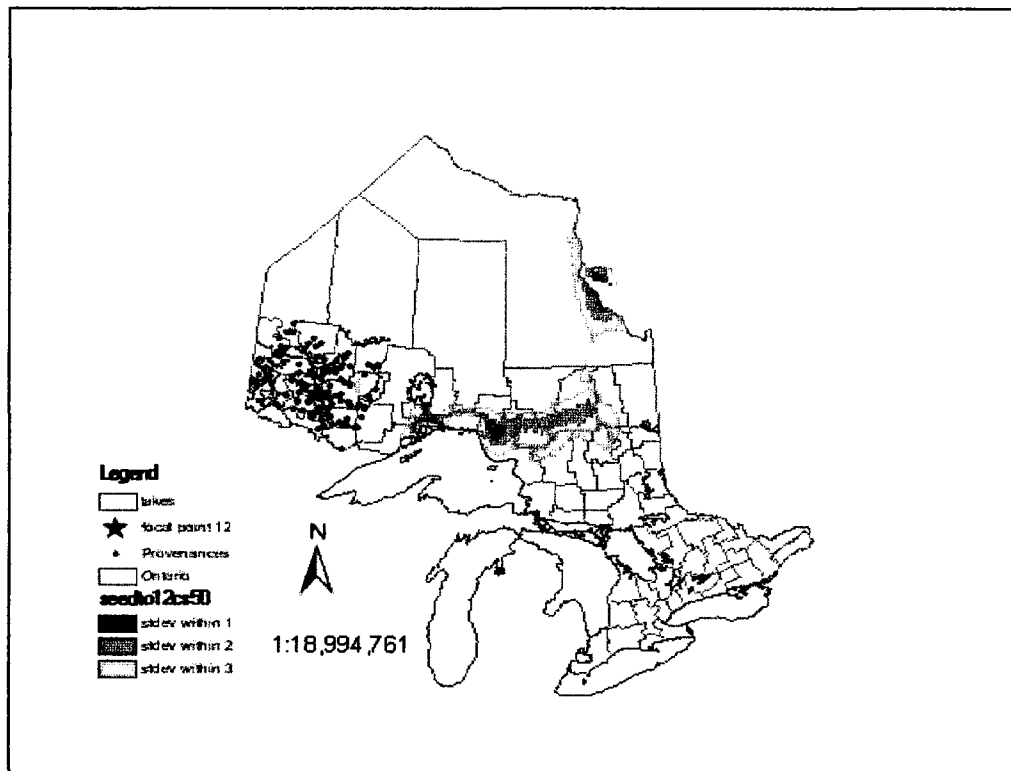 Legend
lakes
focal point 12
Provenances
Ontario
seedto12cs50
stdev within 1
stdev within 2
stdev within 3
N
1:18,994,761